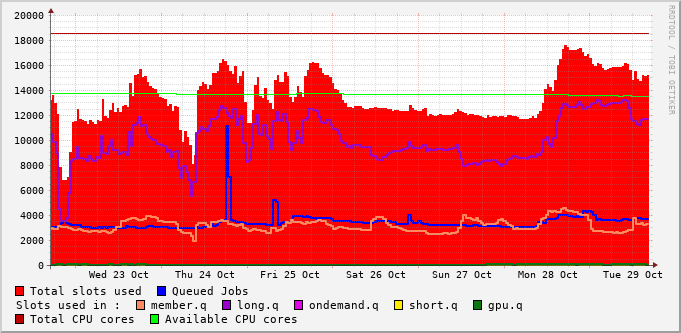 20000
18000
16000
14000
12000
10000
8000
6000
4000
2000
0
Wed 23 Oct Thu 24 Oct Fri 25 Oct Sat 26 Oct Sun 27 Oct Mon 28 Oct Tue 29 Oct
Total slots used Queued Jobs
Slots used in : member.q long.q ondemand.q short.q gpu.q
Total CPU cores Available CPU cores
RRDTOOL / TOBI OETIKER